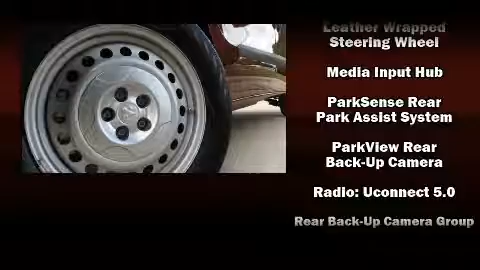 Leather Wrapped
Steering Wheel
Media Input Hub
ParkSense Rear
Park Assist System
ParkView Rear
Back-Up Camera
Radio: Uconnect 5.0
Rear Back-Up Camera Group